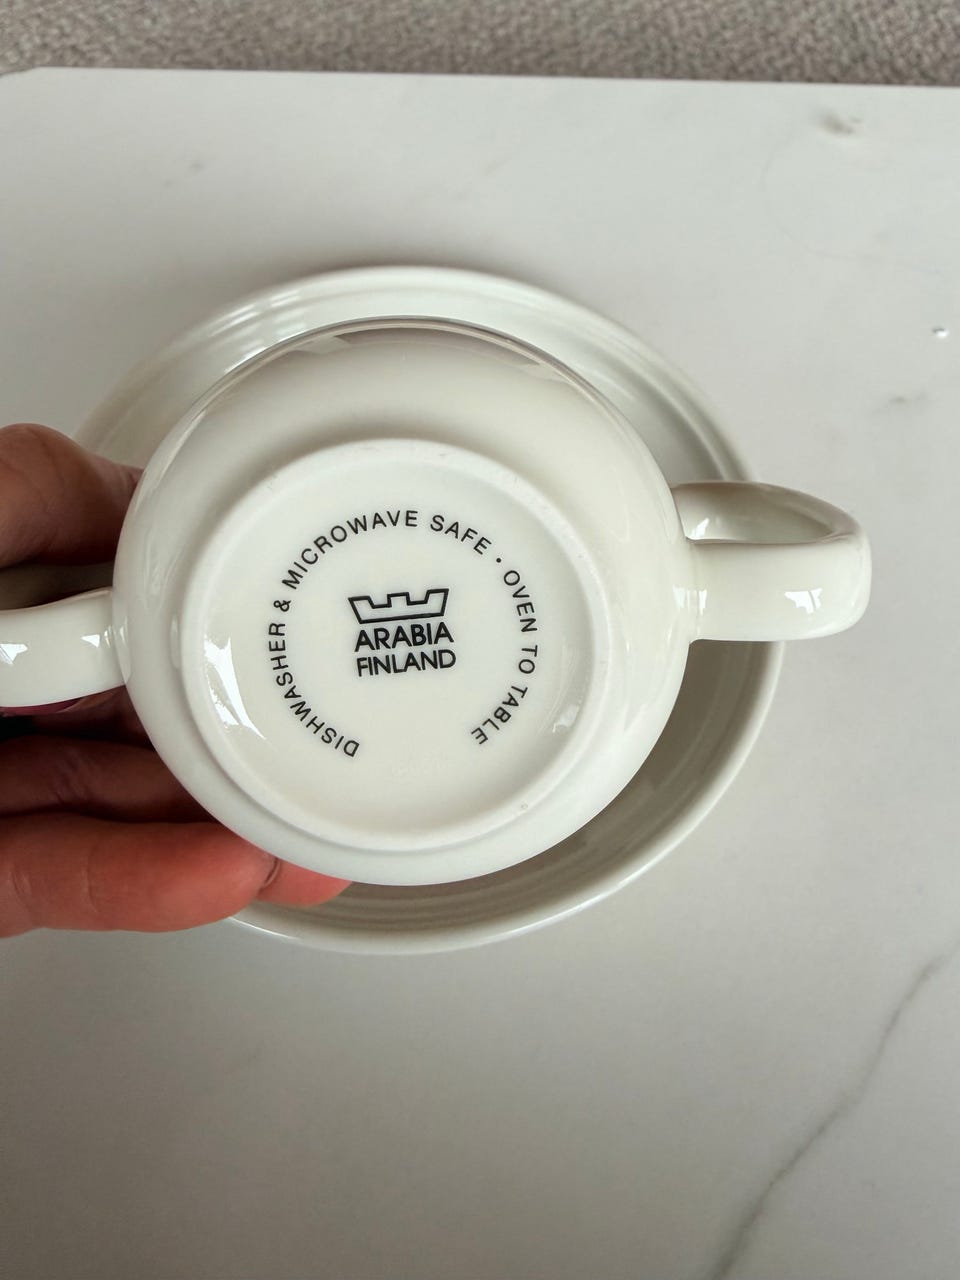 DISHWASHER & MICROWAVE SAFE · OVEN TO TABLE
ARABIA
FINLAND